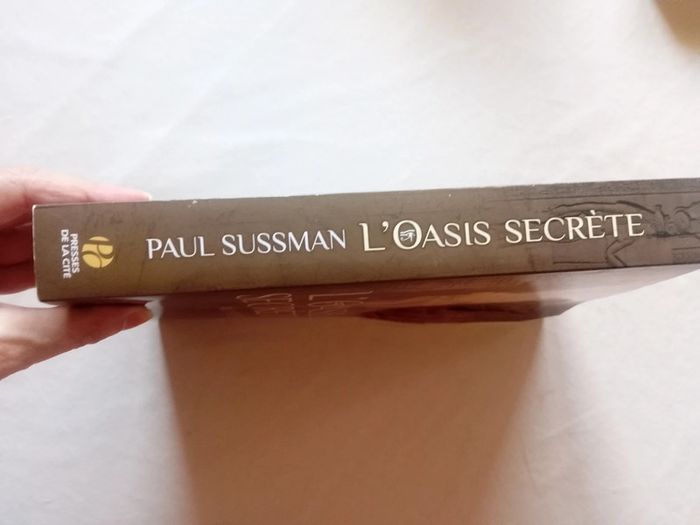 PRESSES
DE LA CITÉ
PAUL SUSSMAN L'OASIS SECRÈTE